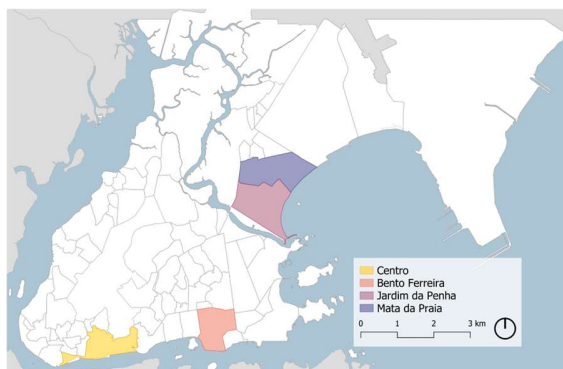 Centro
Bento Ferreira
Jardim da Penha
Mata da Praia
0 1 2 3 km